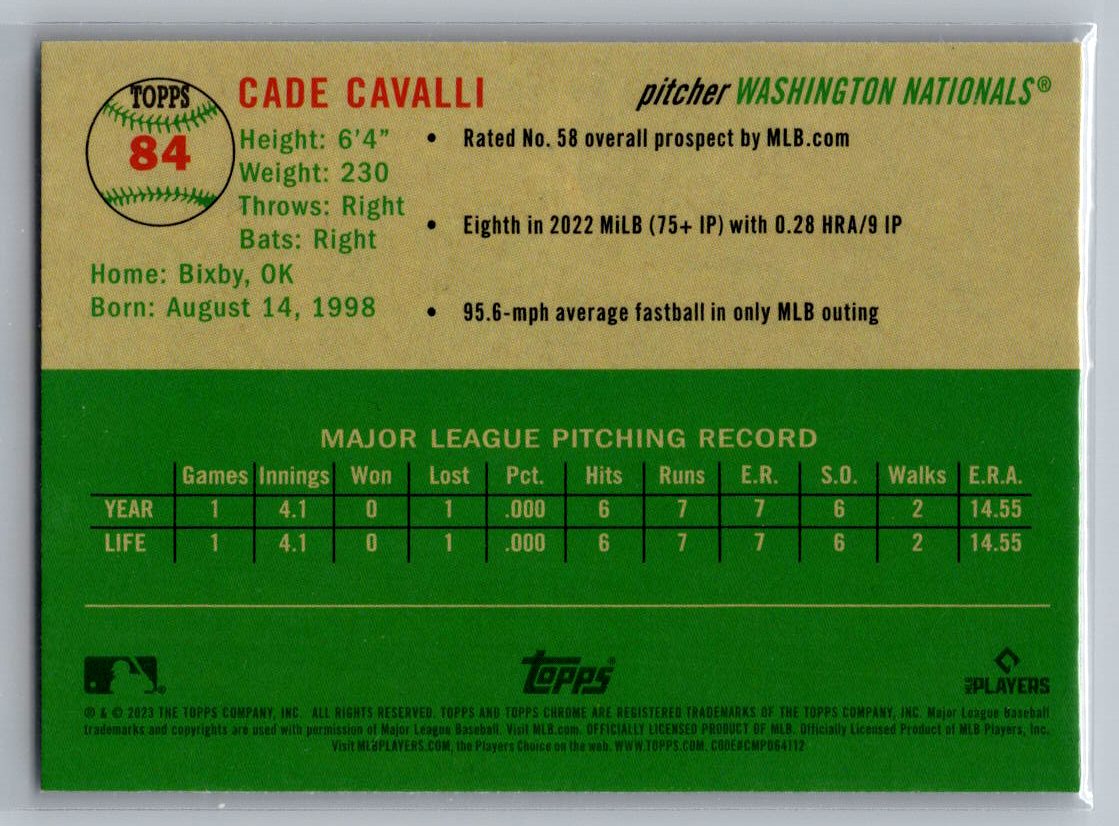 TOPPS
84
CADE CAVALLI
pitcher WASHINGTON NATIONALS®
Height: 6'4"
Weight: 230
Throws: Right
Bats: Right
Home: Bixby, OK
Born: August 14, 1998
• Rated No. 58 overall prospect by MLB.com
• Eighth in 2022 MiLB (75+ IP) with 0.28 HRA/9 IP
• 95.6-mph average fastball in only MLB outing
MAJOR LEAGUE PITCHING RECORD
Games Innings Won Lost Pct. Hits Runs E.R. S.O. Walks E.R.A.
YEAR 1 4.1 0 1 .000 6 7 7 6 2 14.55
LIFE 1 4.1 0 1 .000 6 7 7 6 2 14.55
topps®
MLB PLAYERS
® & © 2023 THE TOPPS COMPANY, INC. ALL RIGHTS RESERVED. TOPPS AND TOPPS CHROME ARE REGISTERED TRADEMARKS OF THE TOPPS COMPANY, INC. Major League Baseball
trademarks and copyrights are used with permission of Major League Baseball. Visit MLB.com. OFFICIALLY LICENSED PRODUCT OF MLB. Officially Licensed Product of MLB Players, Inc.
Visit MLBPLAYERS.COM, the Players Choice on the web. WWW.TOPPS.COM. CODE#CMP064112